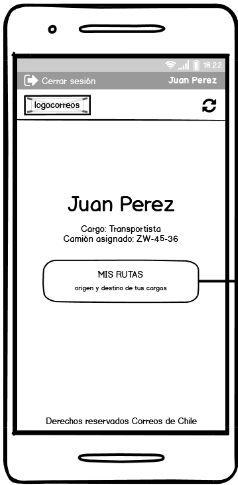 18:22
Cerrar sesión Juan Perez
logocorreos
Juan Perez
Cargo: Transportista
Camión asignado: ZW-45-36
MIS RUTAS
origen y destino de tus cargas
Derechos reservados Correos de Chile